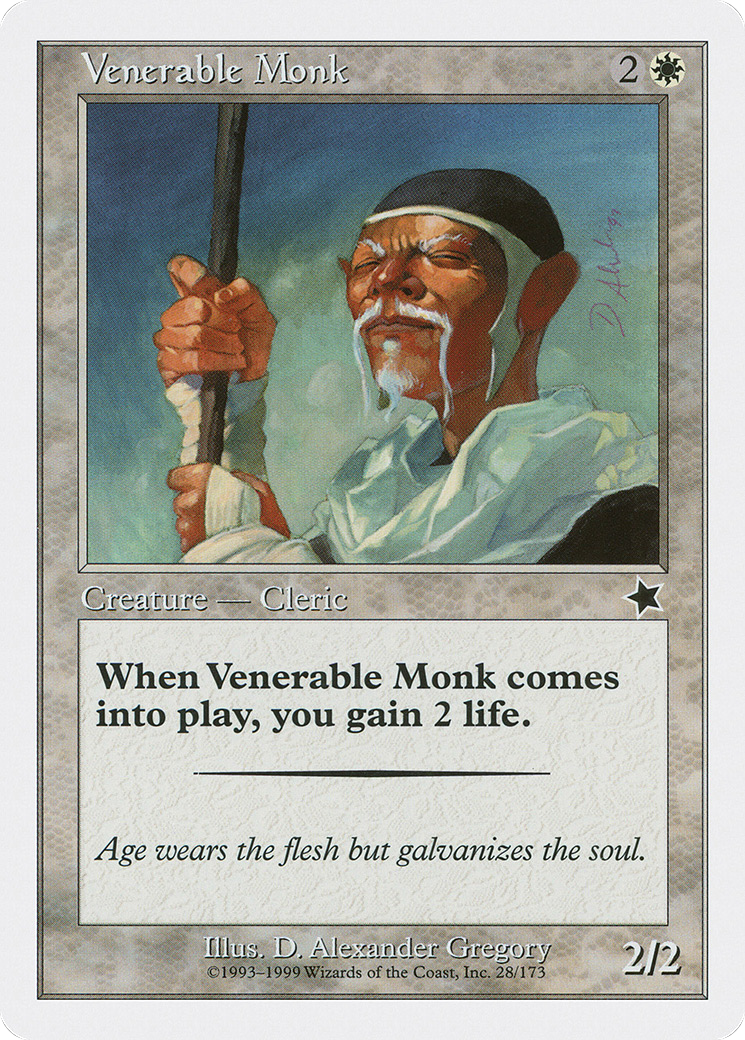 Venerable Monk 2
Creature — Cleric
When Venerable Monk comes
into play, you gain 2 life.
Age wears the flesh but galvanizes the soul.
Illus. D. Alexander Gregory
©1993–1999 Wizards of the Coast, Inc. 28/173
2/2